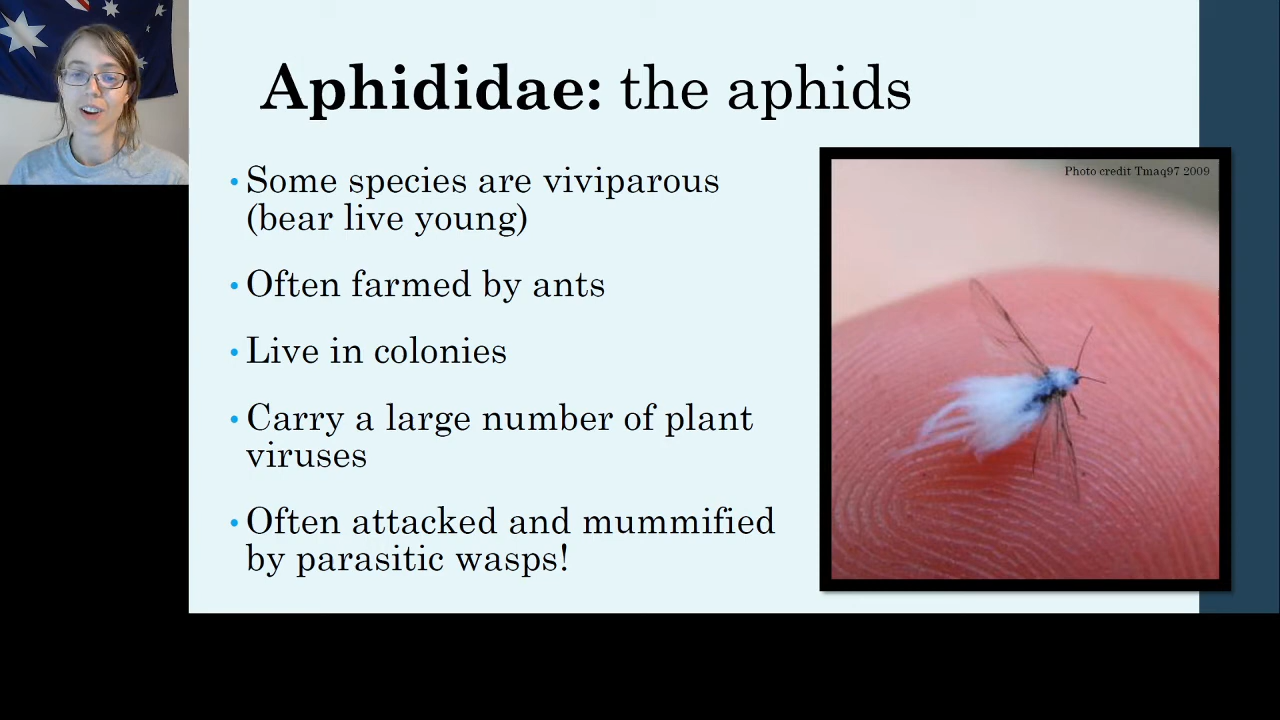 Aphididae: the aphids
Photo credit Tmaq97 2009
• Some species are viviparous
(bear live young)
• Often farmed by ants
• Live in colonies
• Carry a large number of plant
viruses
• Often attacked and mummified
by parasitic wasps!